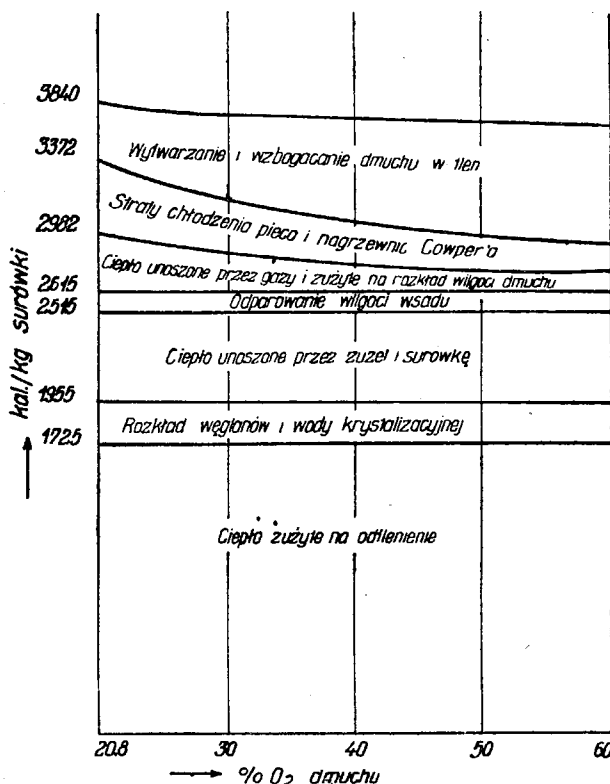 3840
3372
2982
2615
2515
1955
1725
kal./kg surówki
Wytwarzanie i wzbogacanie dmuchu w tlen
Straty chłodzenia pieca i nagrzewnic Cowper'a
Ciepło unoszone przez gazy i zużyte na rozkład wilgoci dmuchu
Odparowanie wilgoci wsadu
Ciepło unoszone przez żużel i surówkę
Rozkład węglanów i wody krystalizacyjnej
Ciepło zużyte na odtlenienie
20.8 30 40 50 60
% O₂ dmuchu